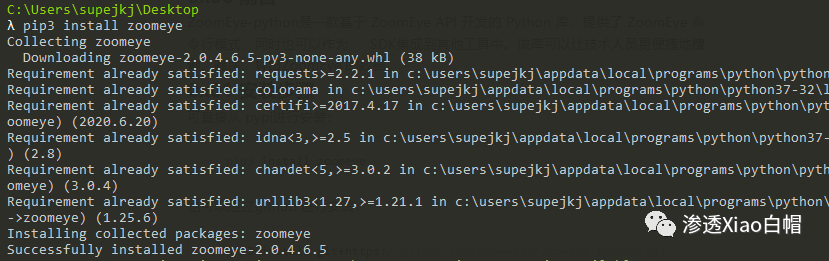 C:\Users\supejkj\Desktop
λ pip3 install zoomeye
Collecting zoomeye
Downloading zoomeye-2.0.4.6.5-py3-none-any.whl (38 kB)
Requirement already satisfied: requests>=2.2.1 in c:\users\supejkj\appdata\local\programs\python\python
Requirement already satisfied: colorama in c:\users\supejkj\appdata\local\programs\python\python37-32\l
Requirement already satisfied: certifi>=2017.4.17 in c:\users\supejkj\appdata\local\programs\python\pyt
oomeye) (2020.6.20)
Requirement already satisfied: idna<3,>=2.5 in c:\users\supejkj\appdata\local\programs\python\python37-
) (2.8)
Requirement already satisfied: chardet<5,>=3.0.2 in c:\users\supejkj\appdata\local\programs\python\pyth
omeye) (3.0.4)
Requirement already satisfied: urllib3<1.27,>=1.21.1 in c:\users\supejkj\appdata\local\programs\python\
->zoomeye) (1.25.6)
Installing collected packages: zoomeye
Successfully installed zoomeye-2.0.4.6.5
渗透Xiao白帽